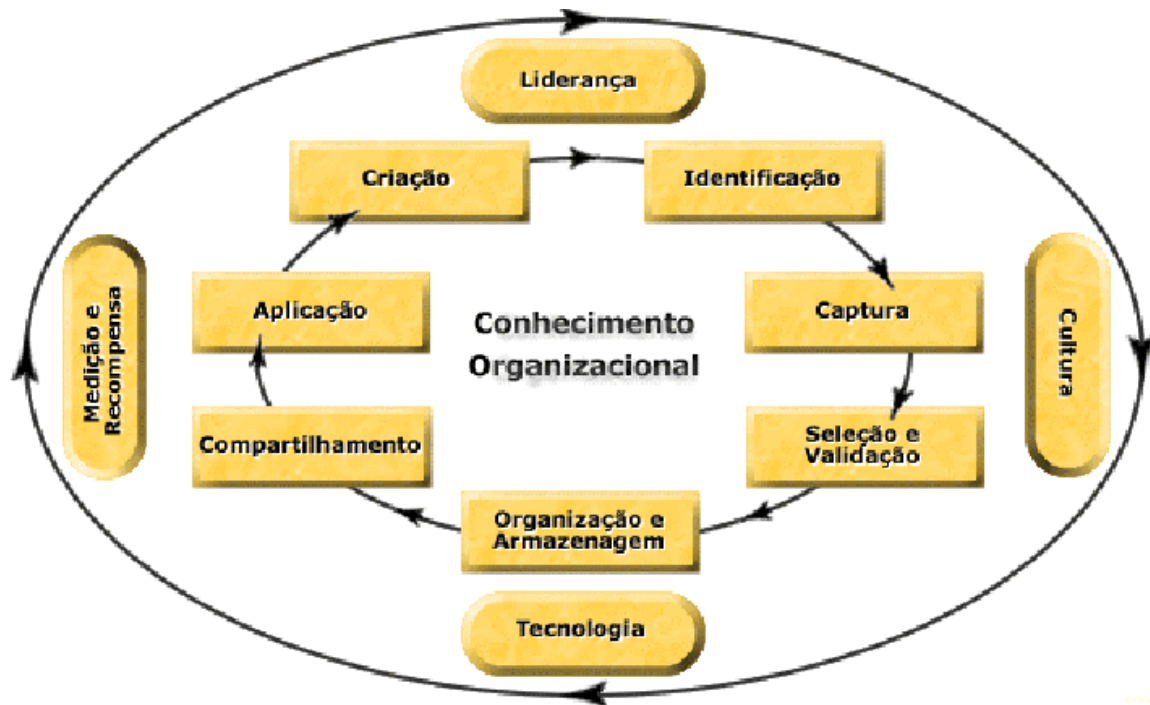 Liderança
Criação
Identificação
Medição e
Recompensa
Aplicação
Conhecimento
Organizacional
Captura
Cultura
Compartilhamento
Seleção e
Validação
Organização e
Armazenagem
Tecnologia